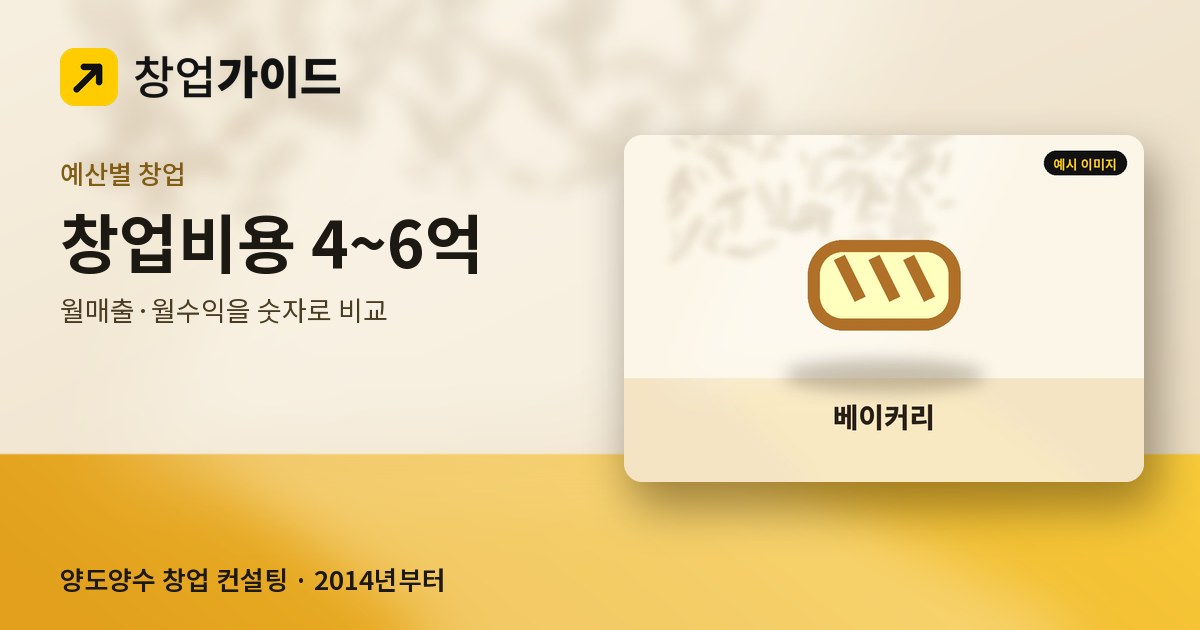 창업가이드
예산별 창업
창업비용 4~6억
월매출·월수익을 숫자로 비교
예시 이미지
베이커리
양도양수 창업 컨설팅 · 2014년부터